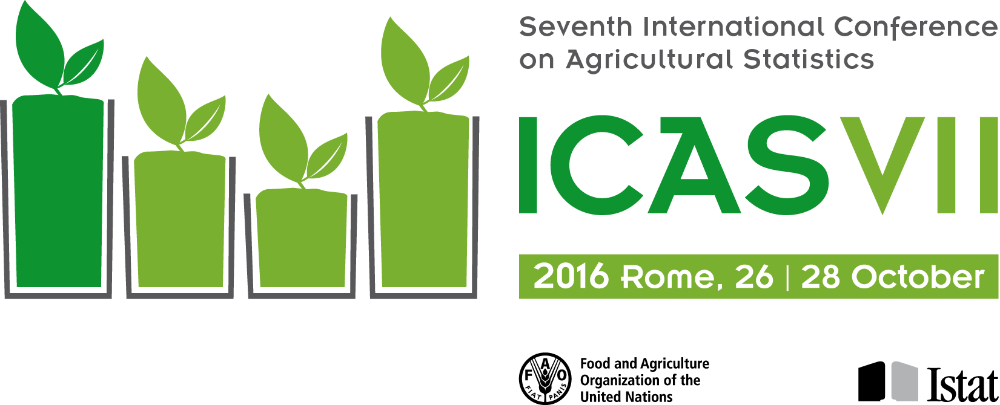 Seventh International Conference
on Agricultural Statistics
ICASVII
2016 Rome, 26 | 28 October
F A O
FIAT PANIS
Food and Agriculture
Organization of the
United Nations
Istat